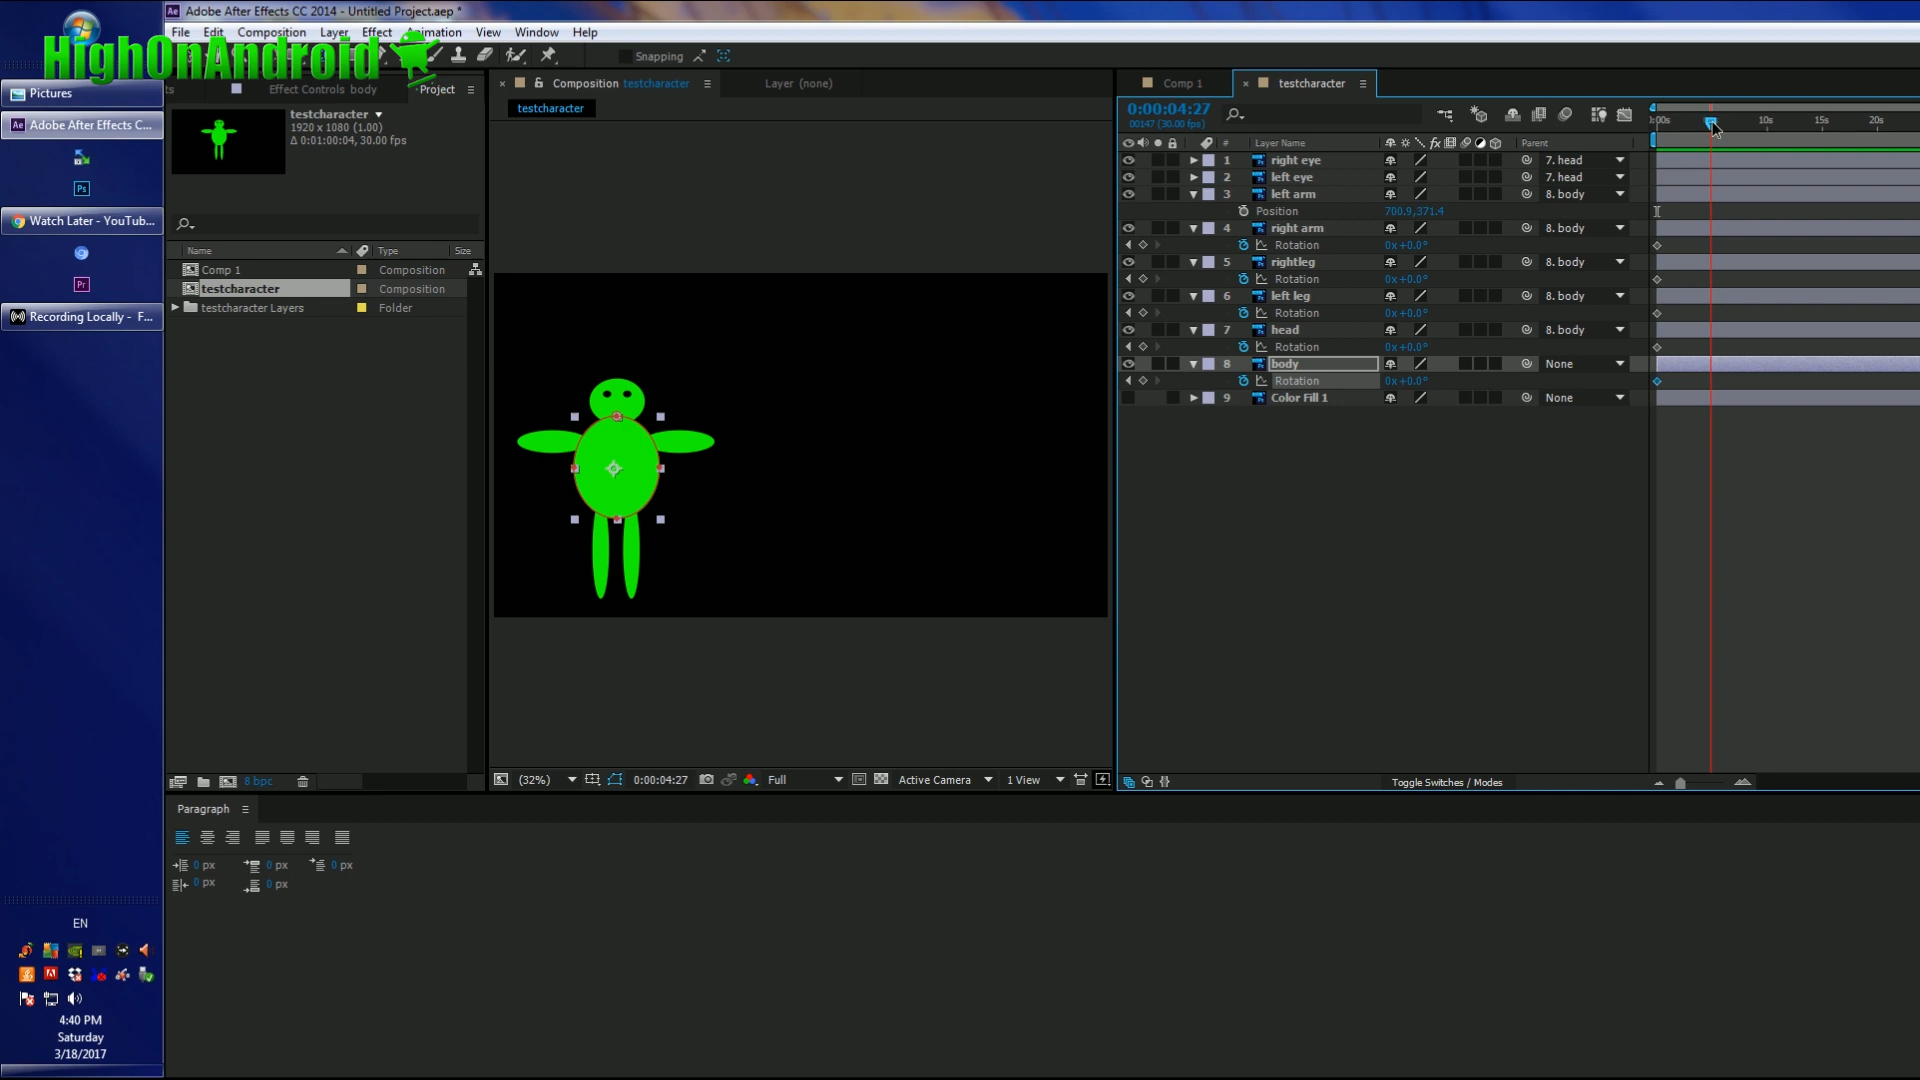 Adobe After Effects CC 2014 - Untitled Project.aep *
File Edit Composition Layer Effect Animation View Window Help
HighOnAndroid
Snapping
Pictures
Adobe After Effects C...
Ps
Watch Later - YouTub...
Pr
Recording Locally - F...
ts Effect Controls body Project
testcharacter
1920 x 1080 (1.00)
Δ 0:01:00:04, 30.00 fps
Name Type Size
Comp 1 Composition
testcharacter Composition
testcharacter Layers Folder
8 bpc
Composition testcharacter Layer (none)
testcharacter
(32%) 0:00:04:27 Full Active Camera 1 View
Comp 1 testcharacter
0:00:04:27
00147 (30.00 fps)
:00s 10s 15s 20s
# Layer Name fx Parent
1 right eye 7. head
2 left eye 7. head
3 left arm 8. body
Position 700.9,371.4
4 right arm 8. body
Rotation 0x+0.0°
5 rightleg 8. body
Rotation 0x+0.0°
6 left leg 8. body
Rotation 0x+0.0°
7 head 8. body
Rotation 0x+0.0°
8 body None
Rotation 0x+0.0°
9 Color Fill 1 None
Toggle Switches / Modes
Paragraph
0 px 0 px 0 px
0 px 0 px
EN
4:40 PM
Saturday
3/18/2017